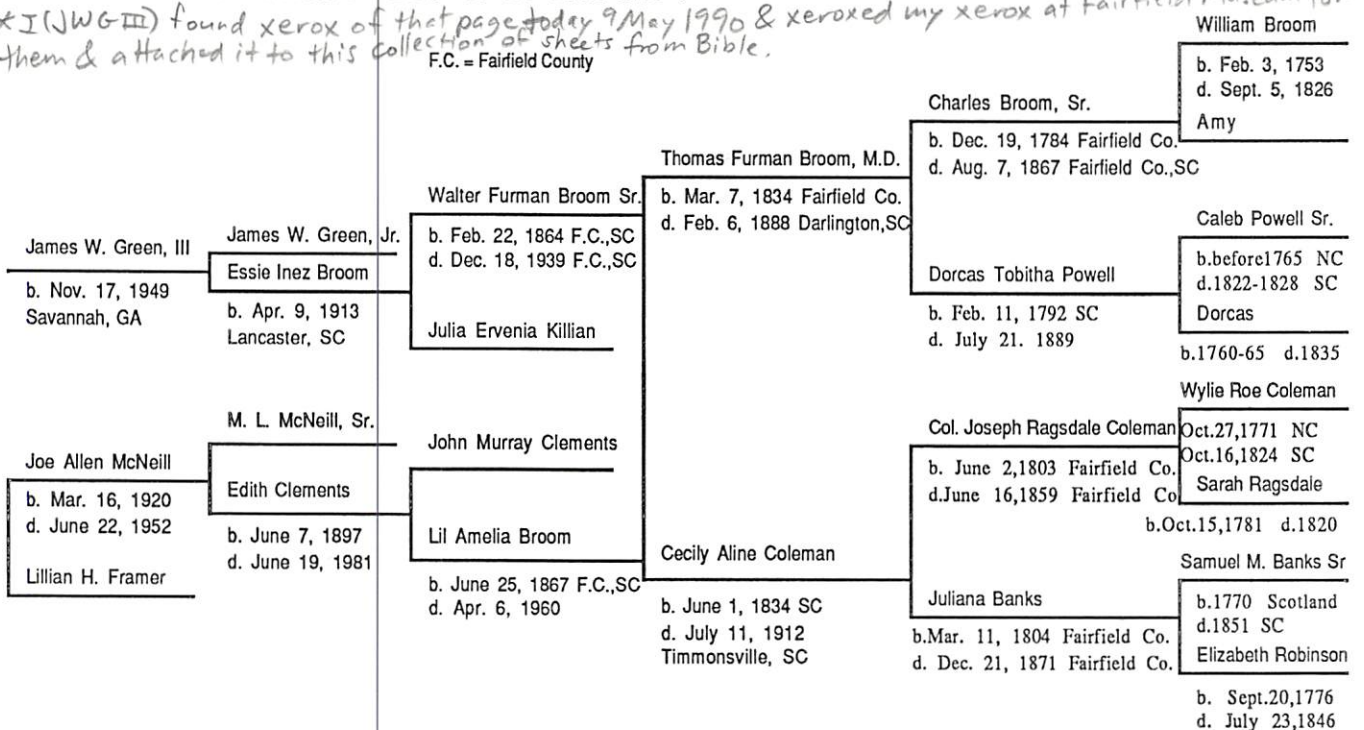 *I (JWG III) found xerox of that page today 9 May 1990 & xeroxed my xerox at Fairfield
them & attached it to this collection of sheets from Bible.
F.C. = Fairfield County
James W. Green, III
b. Nov. 17, 1949
Savannah, GA
James W. Green, Jr.
Essie Inez Broom
b. Apr. 9, 1913
Lancaster, SC
Walter Furman Broom Sr.
b. Feb. 22, 1864 F.C.,SC
d. Dec. 18, 1939 F.C.,SC
Julia Ervenia Killian
Joe Allen McNeill
b. Mar. 16, 1920
d. June 22, 1952
Lillian H. Framer
M. L. McNeill, Sr.
Edith Clements
b. June 7, 1897
d. June 19, 1981
John Murray Clements
Lil Amelia Broom
b. June 25, 1867 F.C.,SC
d. Apr. 6, 1960
Thomas Furman Broom, M.D.
b. Mar. 7, 1834 Fairfield Co.
d. Feb. 6, 1888 Darlington,SC
Cecily Aline Coleman
b. June 1, 1834 SC
d. July 11, 1912
Timmonsville, SC
Charles Broom, Sr.
b. Dec. 19, 1784 Fairfield Co.
d. Aug. 7, 1867 Fairfield Co.,SC
Dorcas Tobitha Powell
b. Feb. 11, 1792 SC
d. July 21. 1889
Col. Joseph Ragsdale Coleman
b. June 2,1803 Fairfield Co.
d.June 16,1859 Fairfield Co
Juliana Banks
b.Mar. 11, 1804 Fairfield Co.
d. Dec. 21, 1871 Fairfield Co.
William Broom
b. Feb. 3, 1753
d. Sept. 5, 1826
Amy
Caleb Powell Sr.
b.before1765 NC
d.1822-1828 SC
Dorcas
b.1760-65 d.1835
Wylie Roe Coleman
Oct.27,1771 NC
Oct.16,1824 SC
Sarah Ragsdale
b.Oct.15,1781 d.1820
Samuel M. Banks Sr
b.1770 Scotland
d.1851 SC
Elizabeth Robinson
b. Sept.20,1776
d. July 23,1846